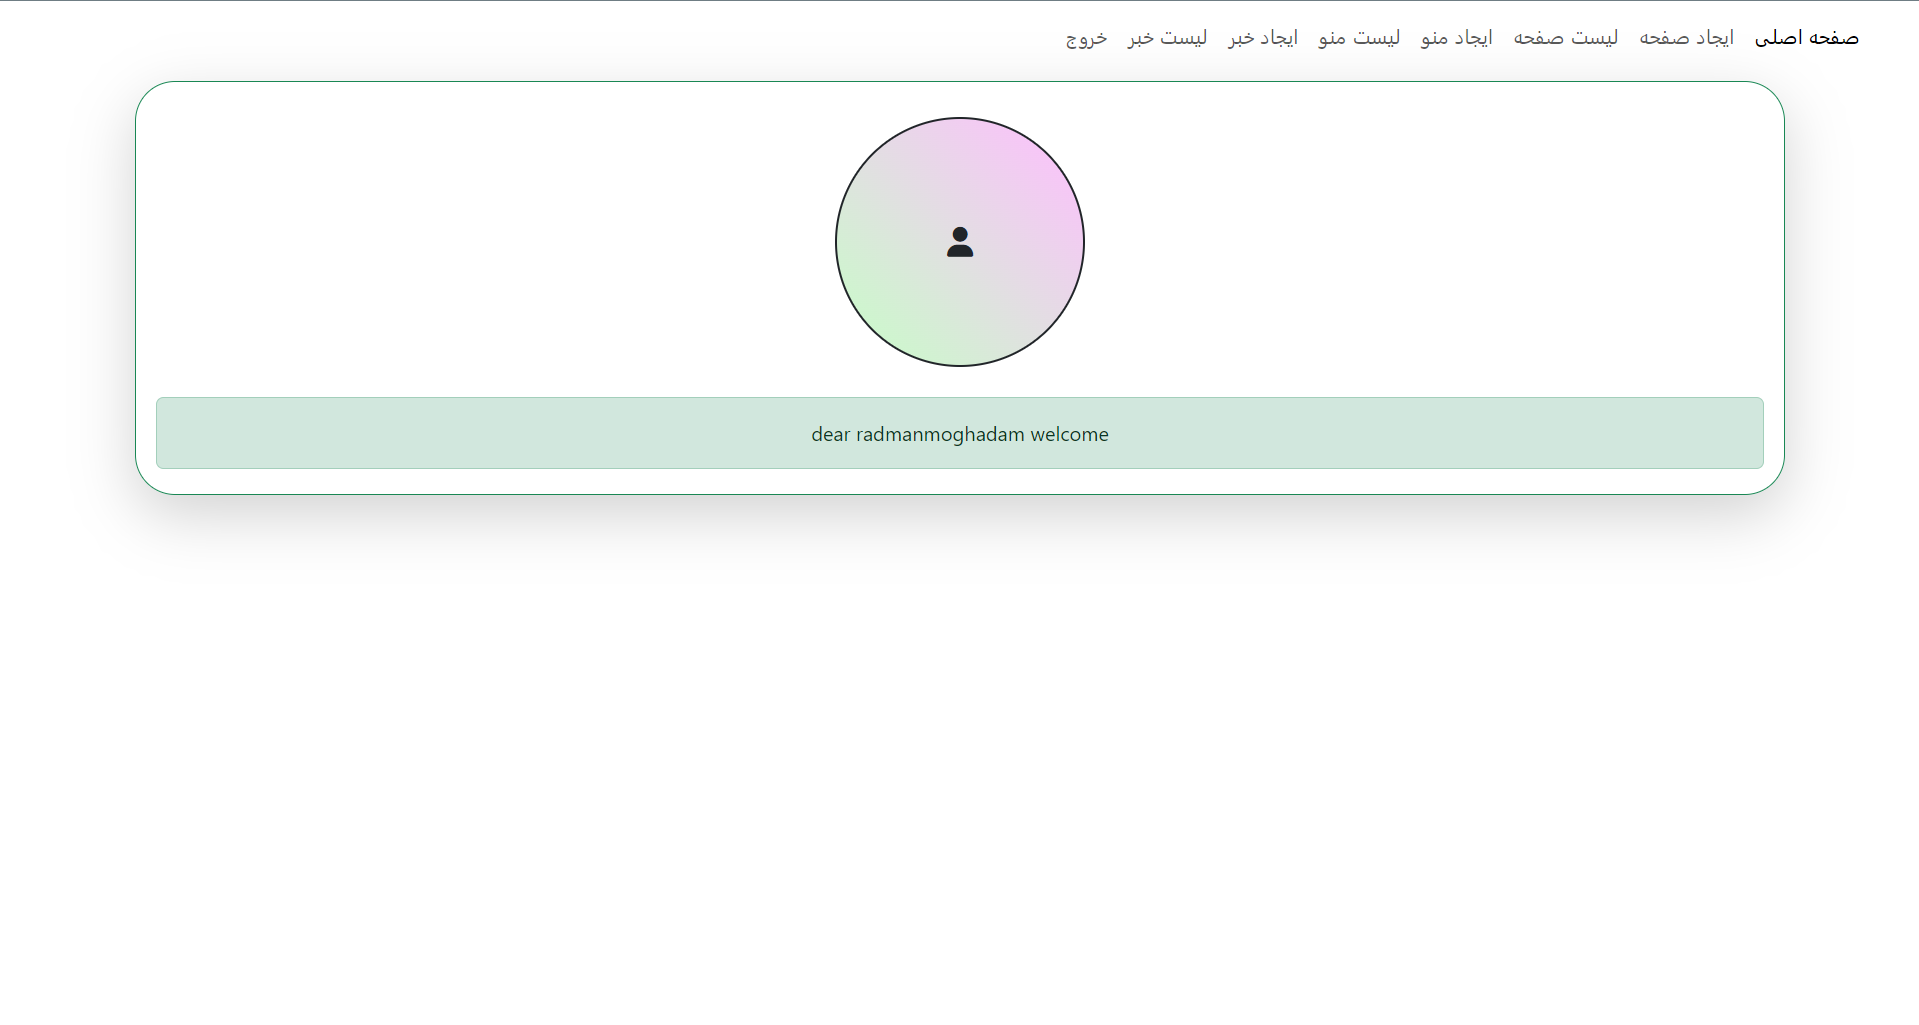 صفحه اصلی ایجاد صفحه لیست صفحه ایجاد منو لیست منو ایجاد خبر لیست خبر خروج
dear radmanmoghadam welcome